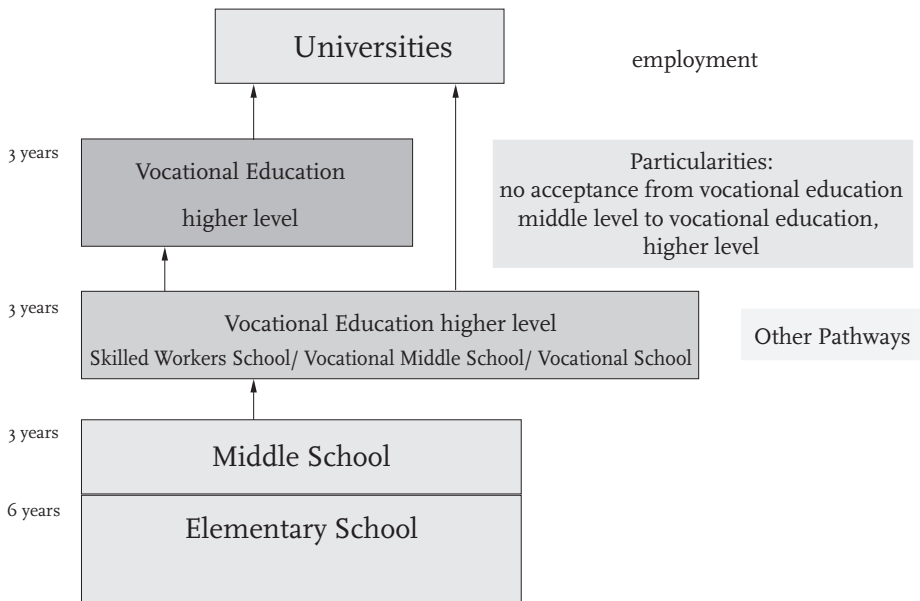 Universities
employment
3 years
Vocational Education
higher level
Particularities:
no acceptance from vocational education
middle level to vocational education,
higher level
3 years
Vocational Education higher level
Skilled Workers School/ Vocational Middle School/ Vocational School
Other Pathways
3 years
Middle School
6 years
Elementary School